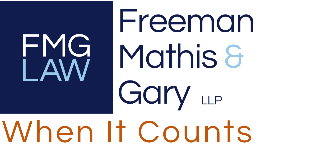 FMG
LAW
Freeman
Mathis &
Gary LLP
When It Counts